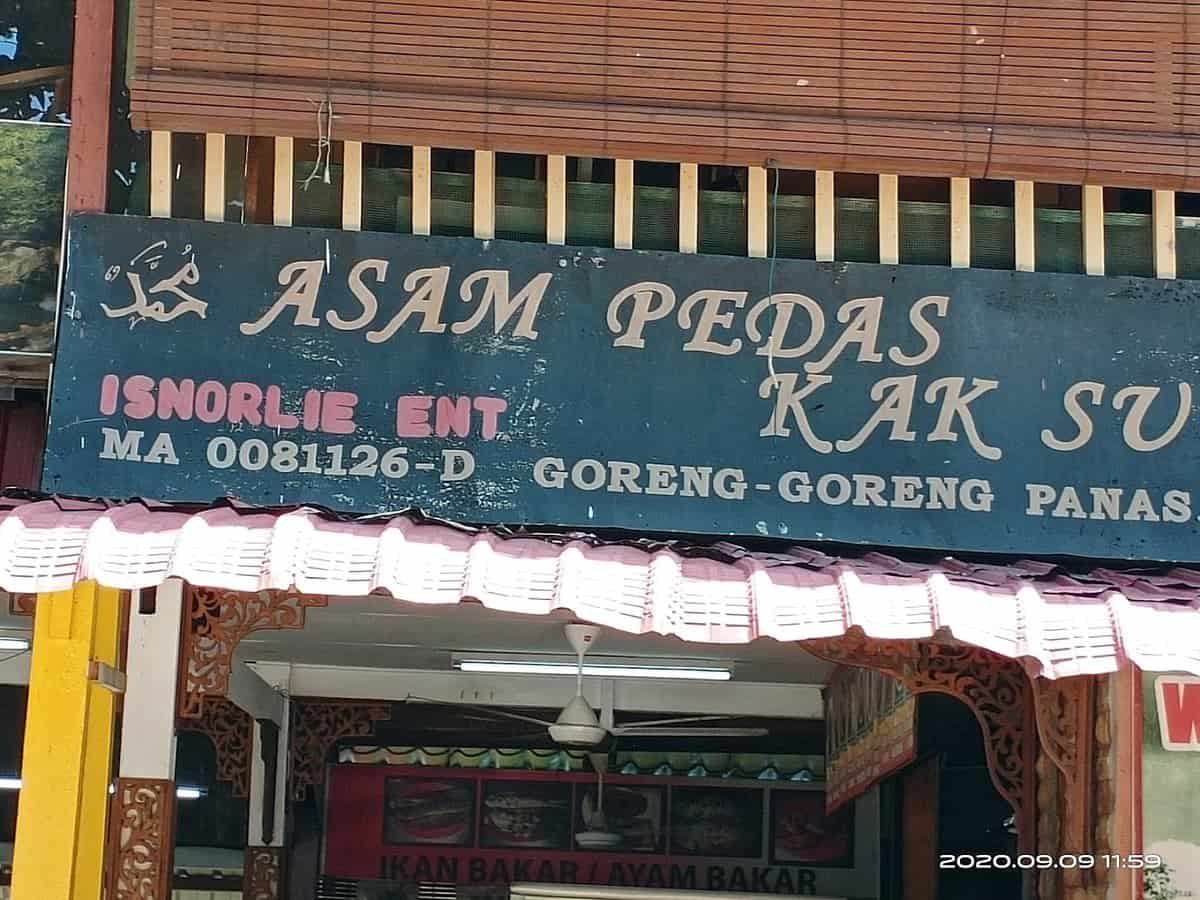 محمد
ASAM PEDAS
KAK SU
ISNORLIE ENT
MA 0081126-D
GORENG-GORENG PANAS
IKAN BAKAR / AYAM BAKAR
2020.09.09 11:59